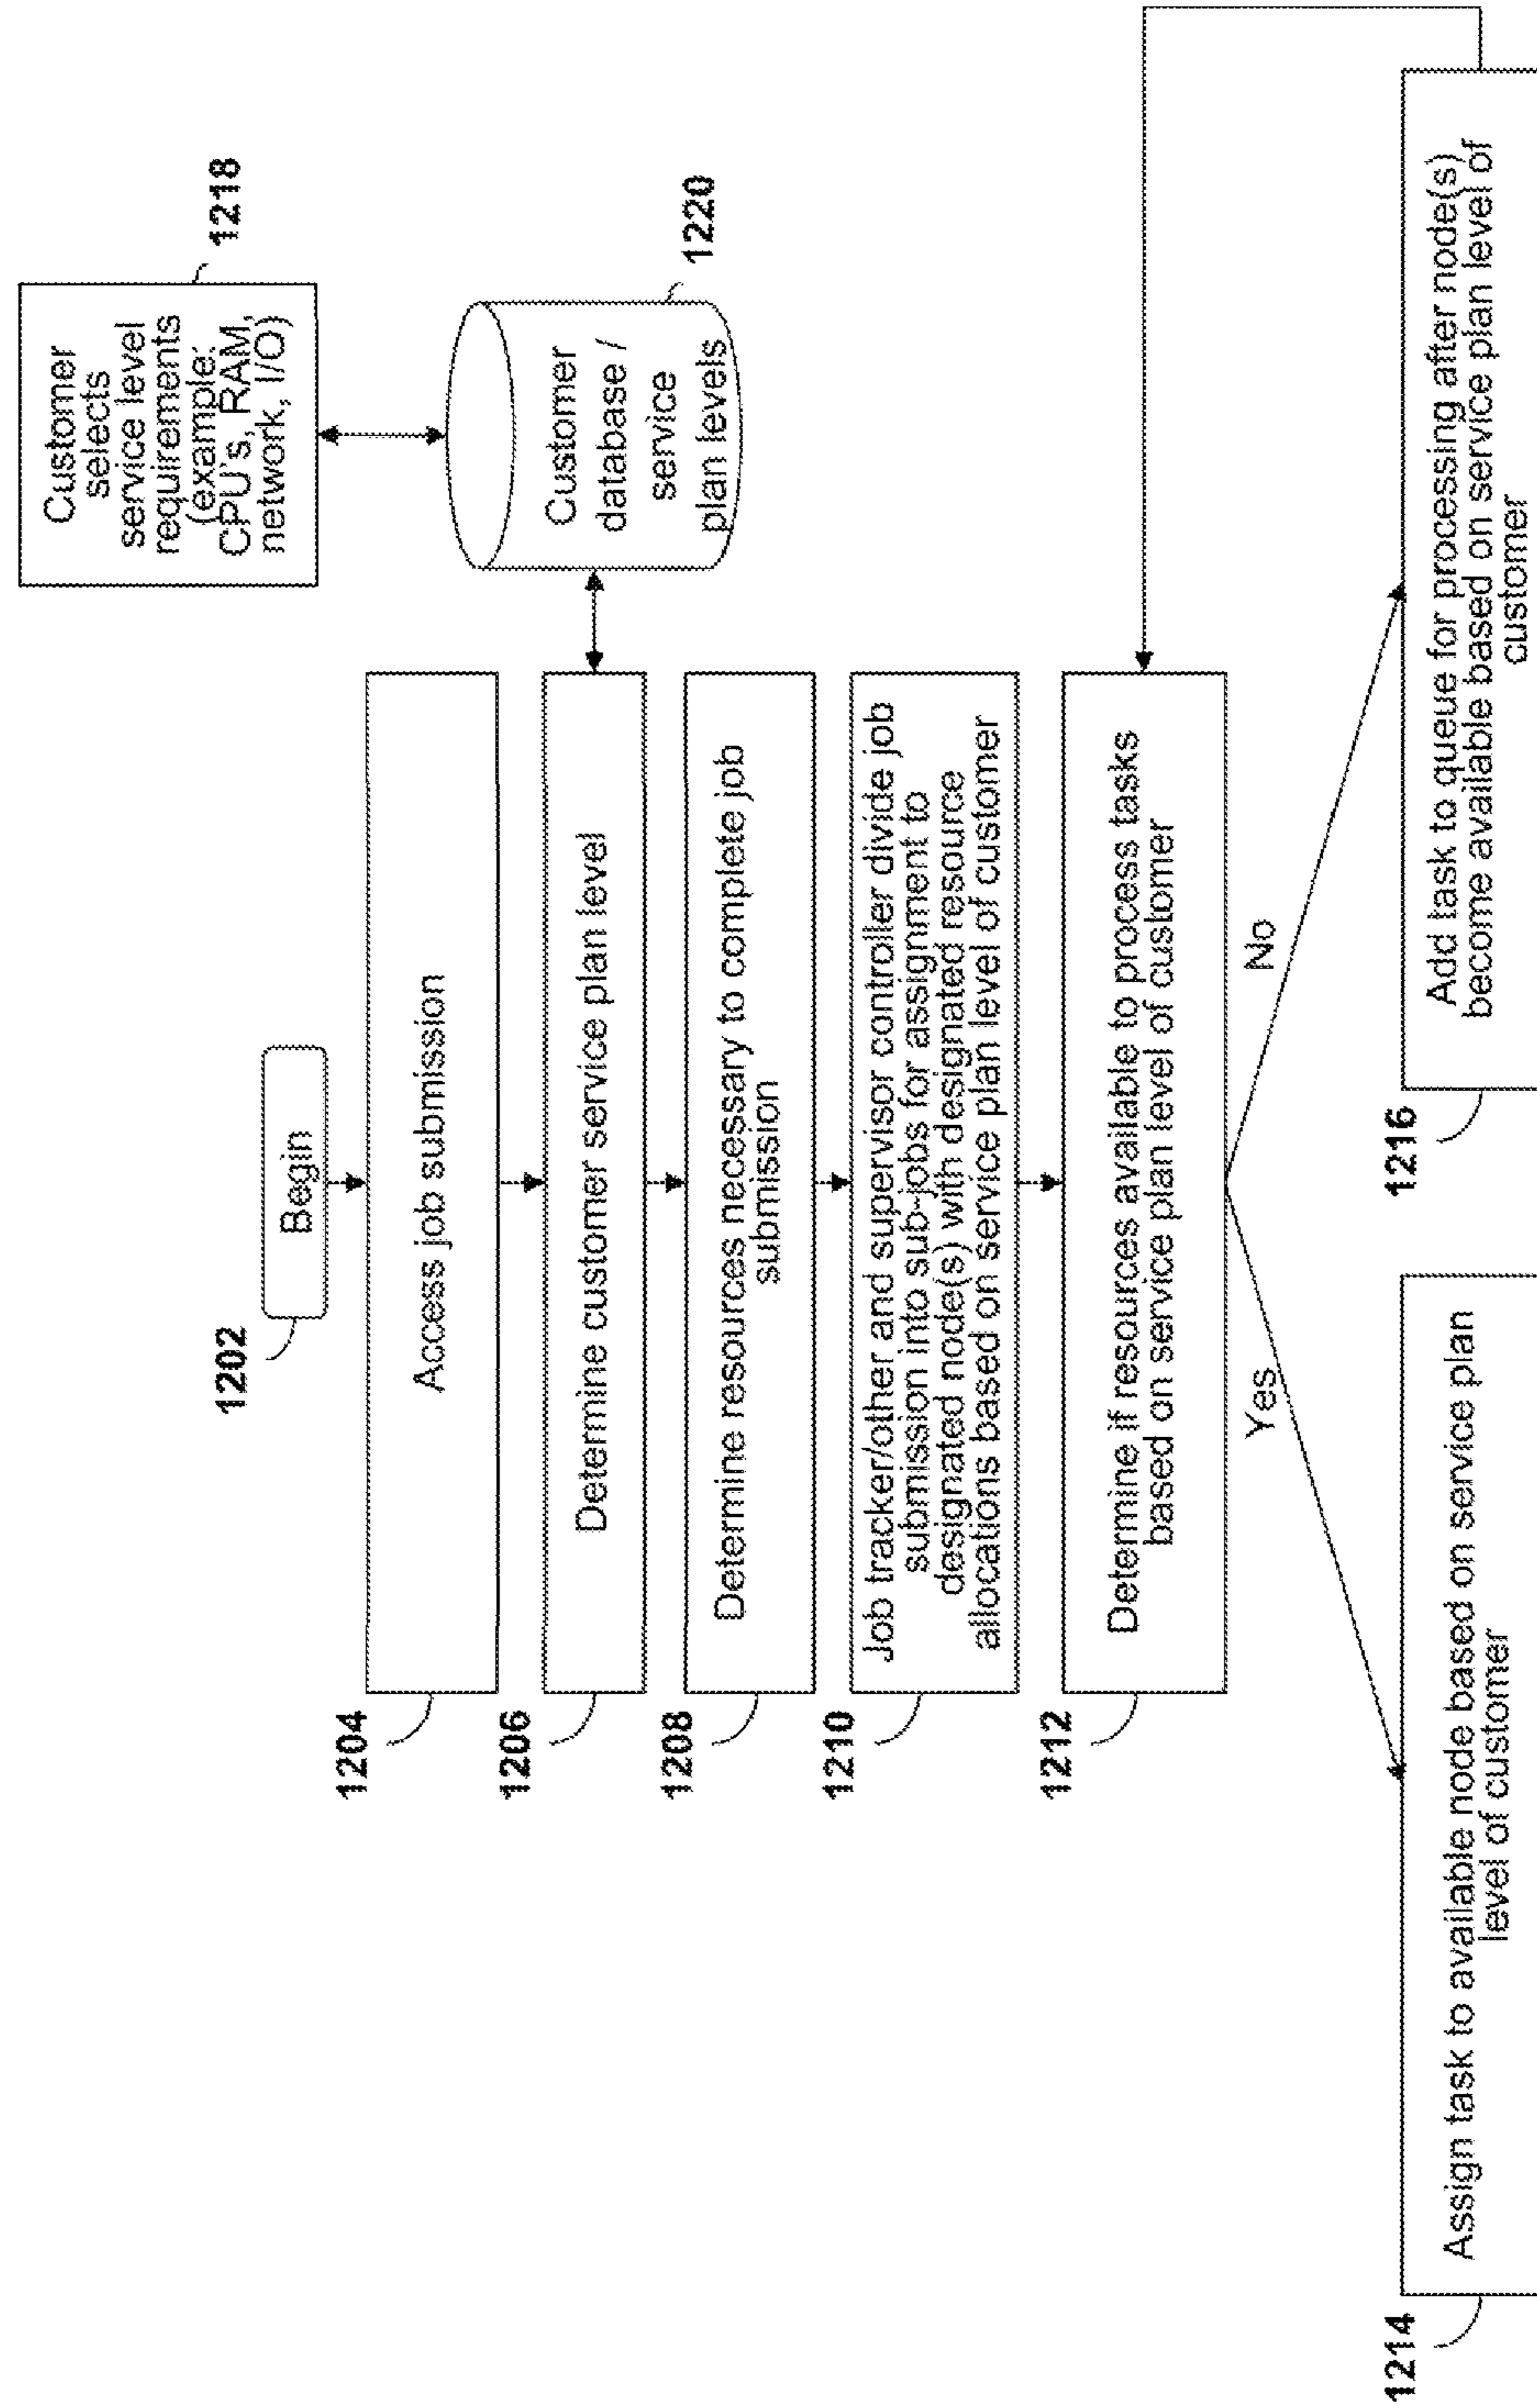 1202
Begin
1204
Access job submission
1206
Determine customer service plan level
1208
Determine resources necessary to complete job
submission
1210
Job tracker/other and supervisor controller divide job
submission into sub-jobs for assignment to
designated node(s) with designated resource
allocations based on service plan level of customer
1212
Determine if resources available to process tasks
based on service plan level of customer
Yes
No
1214
Assign task to available node based on service plan
level of customer
1216
Add task to queue for processing after node(s)
become available based on service plan level of
customer
Customer
selects
service level
requirements
(example:
CPU's, RAM,
network, I/O)
1218
Customer
database /
service
plan levels
1220